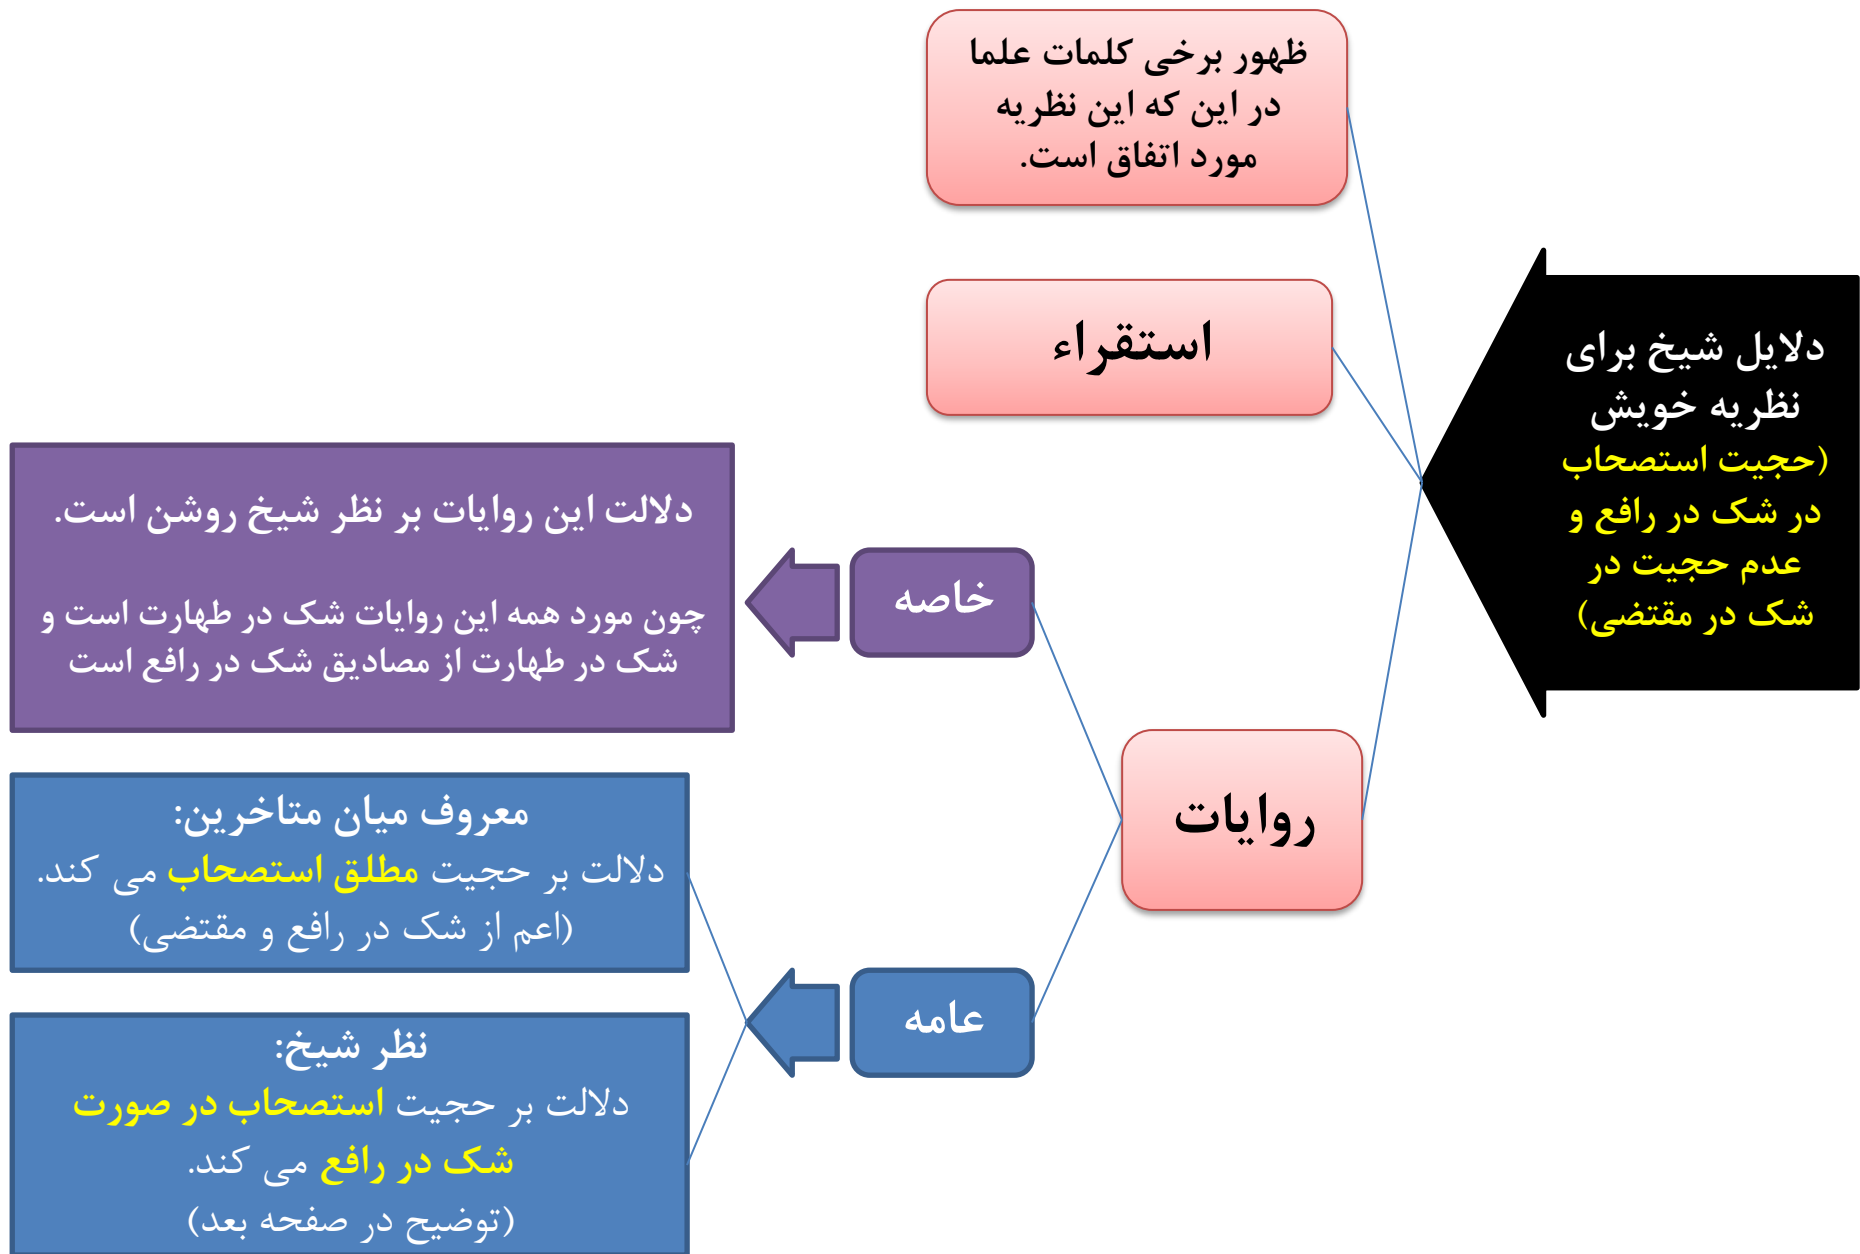 دلایل شیخ برای
نظریه خویش
(حجیت استصحاب
در شک در رافع و
عدم حجیت در
شک در مقتضی)
ظهور برخی کلمات علما
در این که این نظریه
مورد اتفاق است.
استقراء
روایات
خاصه
دلالت این روایات بر نظر شیخ روشن است.
چون مورد همه این روایات شک در طهارت است و
شک در طهارت از مصادیق شک در رافع است
عامه
معروف میان متاخرین:
دلالت بر حجیت مطلق استصحاب می کند.
(اعم از شک در رافع و مقتضی)
نظر شیخ:
دلالت بر حجیت استصحاب در صورت
شک در رافع می کند.
(توضیح در صفحه بعد)